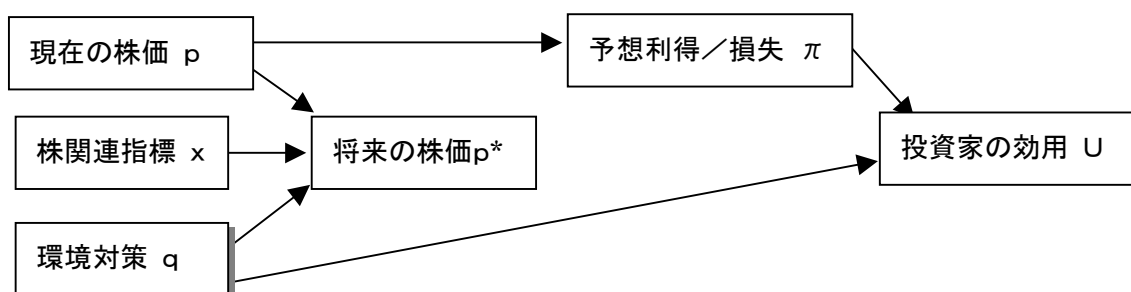 現在の株価 p
予想利得／損失 π
株関連指標 x
将来の株価p*
投資家の効用 U
環境対策 q